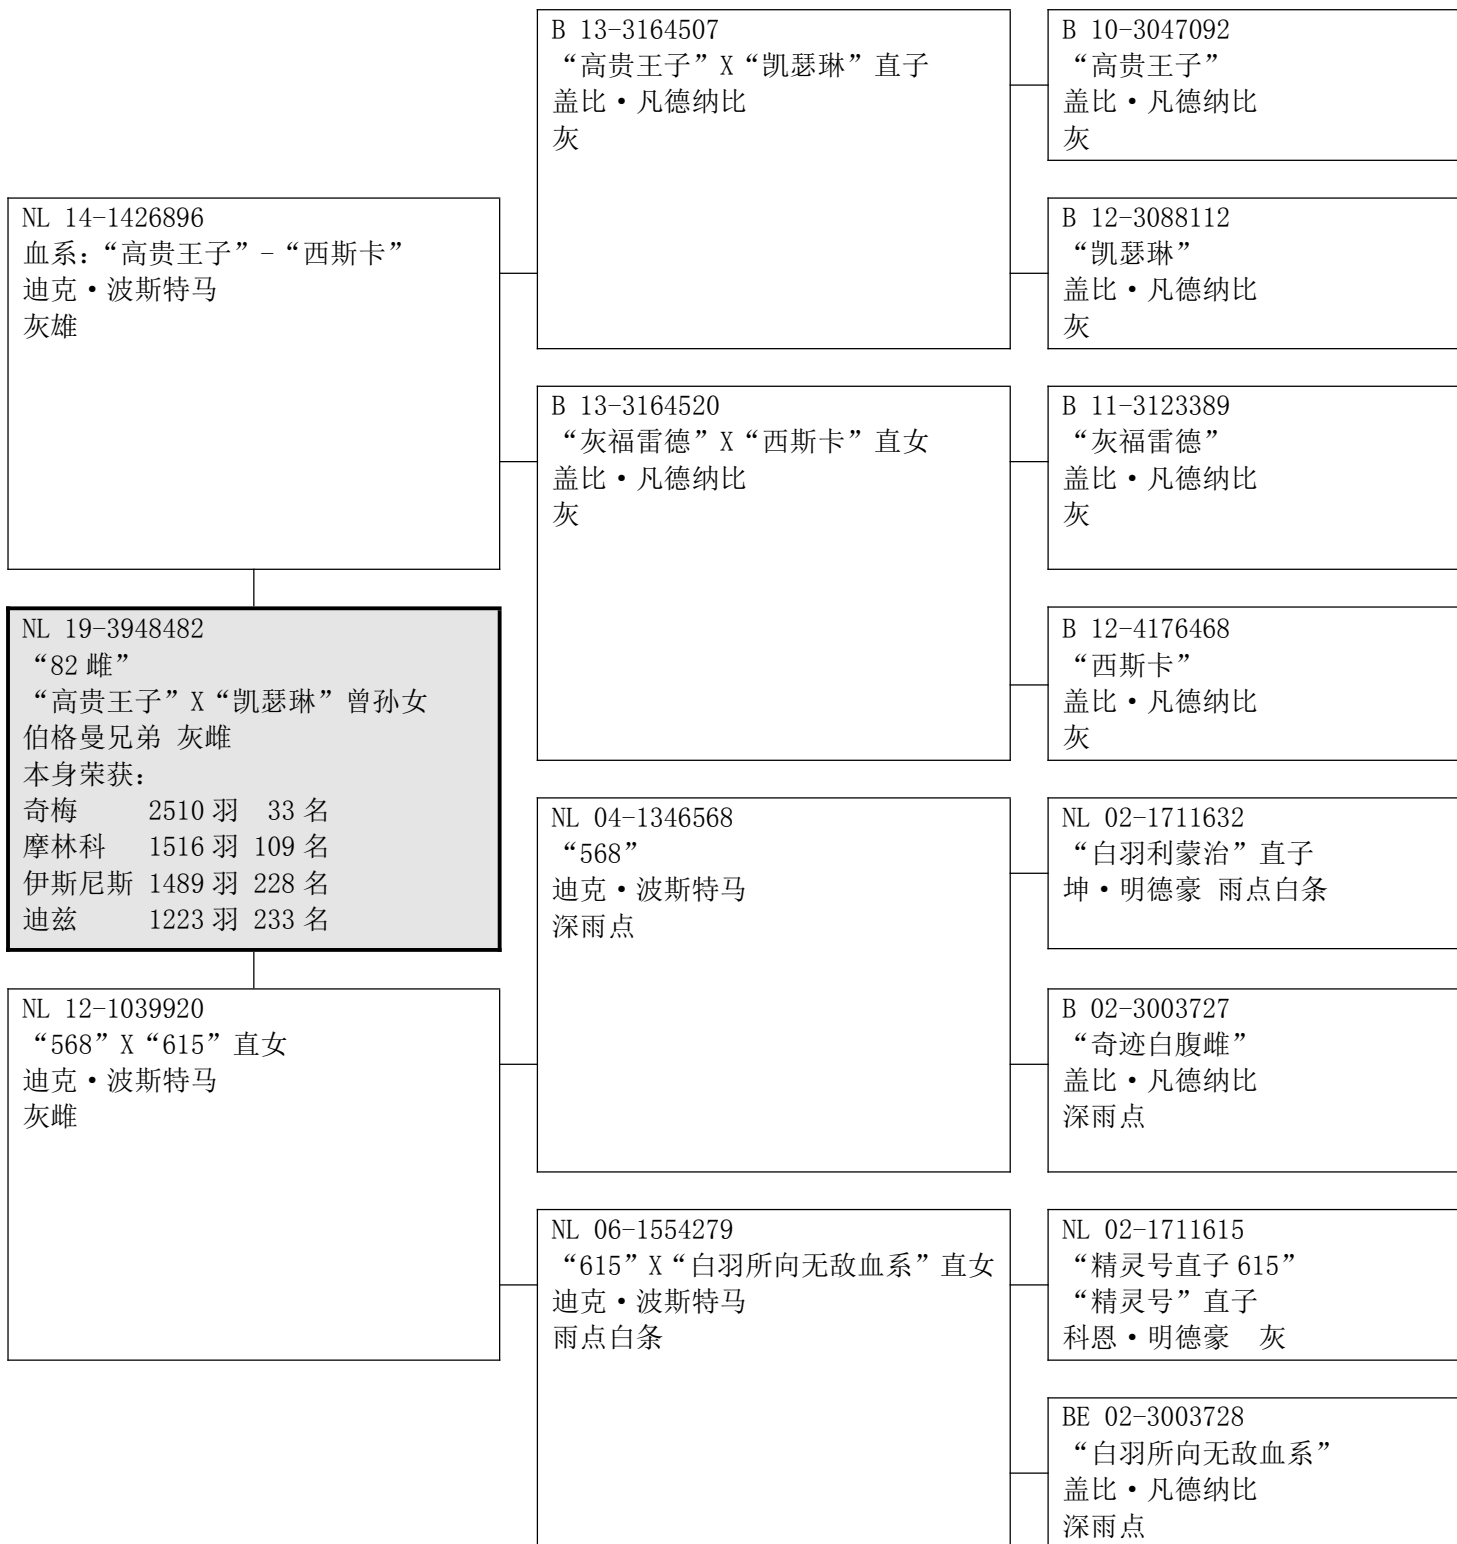 NL 14-1426896
血系：“高贵王子”-“西斯卡”
迪克•波斯特马
灰雄
NL 19-3948482
“82 雌”
“高贵王子”X“凯瑟琳”曾孙女
伯格曼兄弟 灰雌
本身荣获：
奇梅 2510 羽 33 名
摩林科 1516 羽 109 名
伊斯尼斯 1489 羽 228 名
迪兹 1223 羽 233 名
NL 12-1039920
“568”X“615”直女
迪克•波斯特马
灰雌
B 13-3164507
“高贵王子”X“凯瑟琳”直子
盖比•凡德纳比
灰
B 13-3164520
“灰福雷德”X“西斯卡”直女
盖比•凡德纳比
灰
NL 04-1346568
“568”
迪克•波斯特马
深雨点
NL 06-1554279
“615”X“白羽所向无敌血系”直女
迪克•波斯特马
雨点白条
B 10-3047092
“高贵王子”
盖比•凡德纳比
灰
B 12-3088112
“凯瑟琳”
盖比•凡德纳比
灰
B 11-3123389
“灰福雷德”
盖比•凡德纳比
灰
B 12-4176468
“西斯卡”
盖比•凡德纳比
灰
NL 02-1711632
“白羽利蒙治”直子
坤•明德豪 雨点白条
B 02-3003727
“奇迹白腹雌”
盖比•凡德纳比
深雨点
NL 02-1711615
“精灵号直子 615”
“精灵号”直子
科恩•明德豪 灰
BE 02-3003728
“白羽所向无敌血系”
盖比•凡德纳比
深雨点